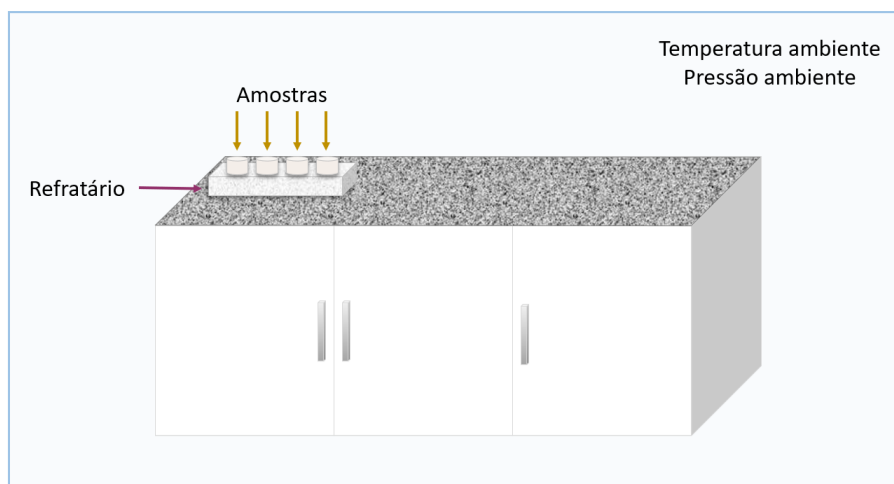 Temperatura ambiente
Pressão ambiente
Amostras
Refratário